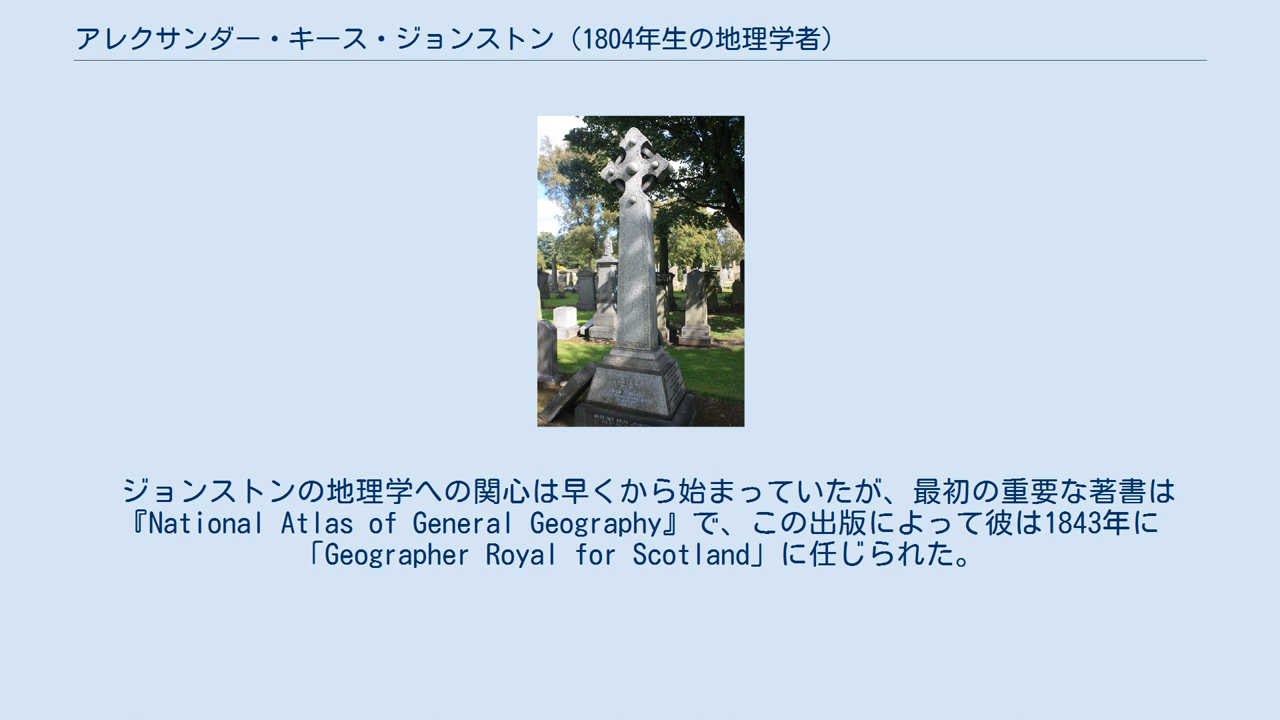 アレクサンダー・キース・ジョンストン（1804年生の地理学者）
ジョンストンの地理学への関心は早くから始まっていたが、最初の重要な著書は
『National Atlas of General Geography』で、この出版によって彼は1843年に
「Geographer Royal for Scotland」に任じられた。